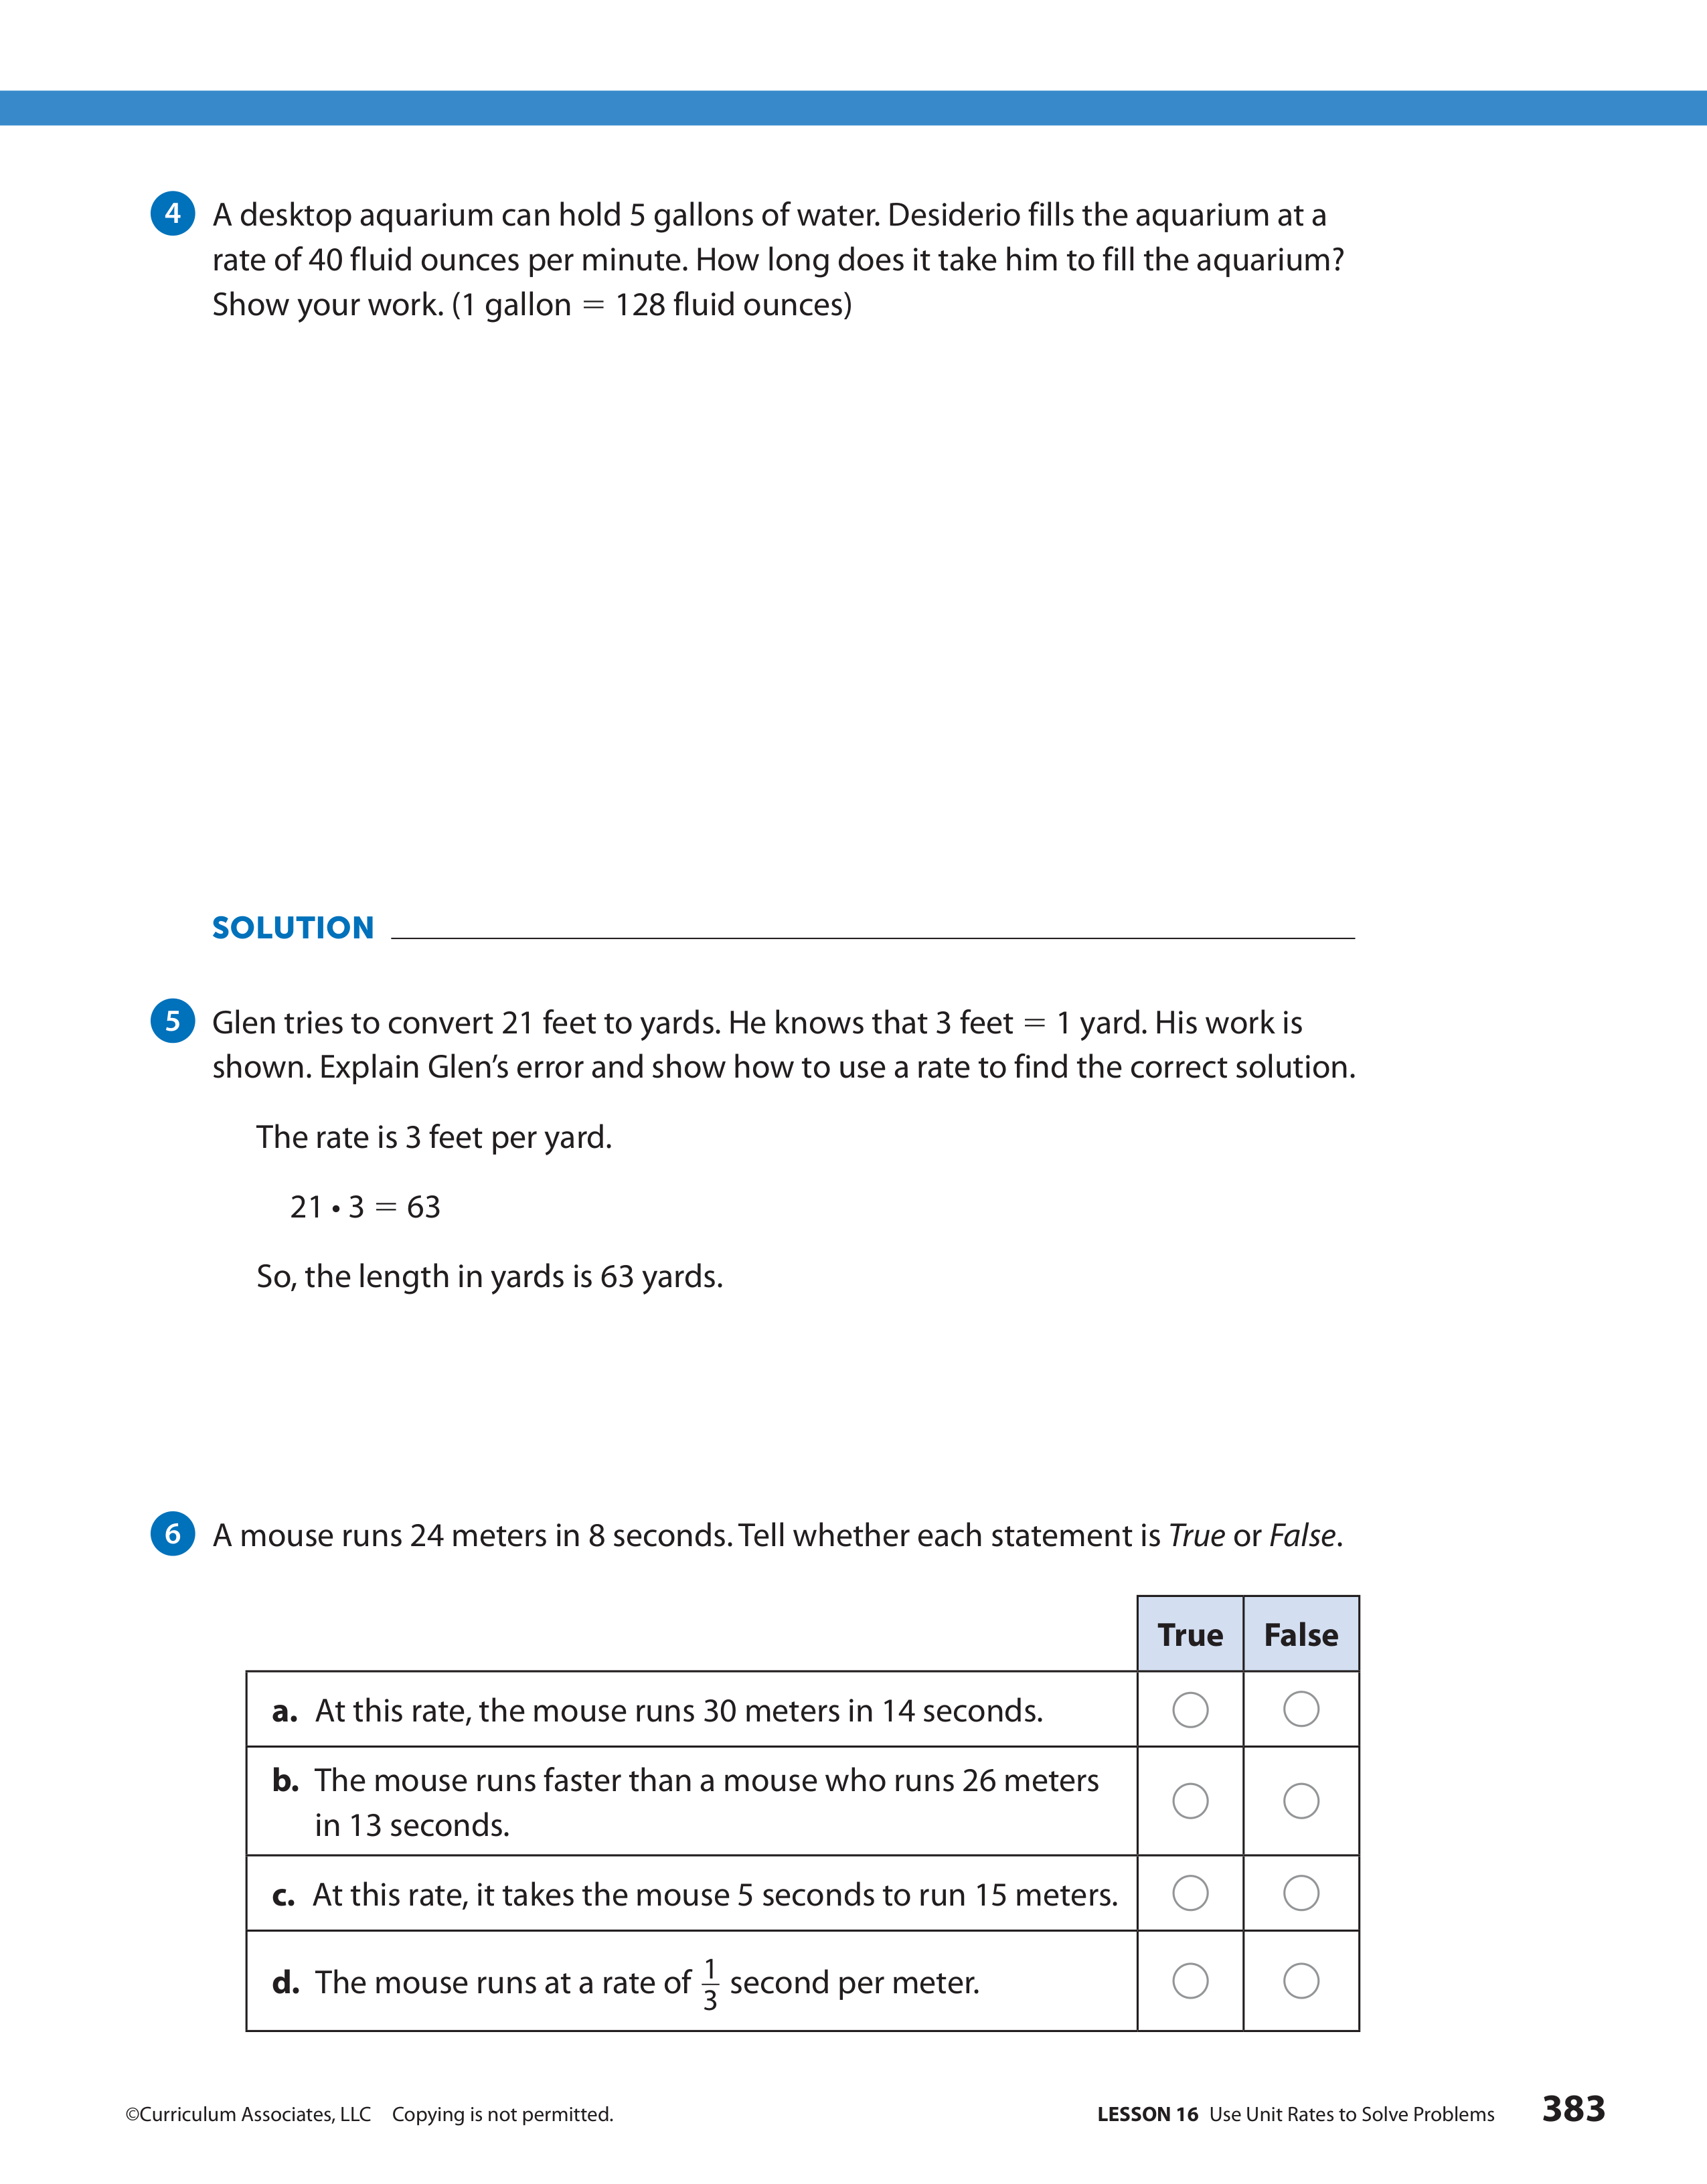 4 A desktop aquarium can hold 5 gallons of water. Desiderio fills the aquarium at a
rate of 40 fluid ounces per minute. How long does it take him to fill the aquarium?
Show your work. (1 gallon = 128 fluid ounces)
SOLUTION
5 Glen tries to convert 21 feet to yards. He knows that 3 feet = 1 yard. His work is
shown. Explain Glen’s error and show how to use a rate to find the correct solution.
The rate is 3 feet per yard.
21 • 3 = 63
So, the length in yards is 63 yards.
6 A mouse runs 24 meters in 8 seconds. Tell whether each statement is True or False.
True False
a. At this rate, the mouse runs 30 meters in 14 seconds.
b. The mouse runs faster than a mouse who runs 26 meters
in 13 seconds.
c. At this rate, it takes the mouse 5 seconds to run 15 meters.
d. The mouse runs at a rate of 1/3 second per meter.
©Curriculum Associates, LLC Copying is not permitted. LESSON 16 Use Unit Rates to Solve Problems 383